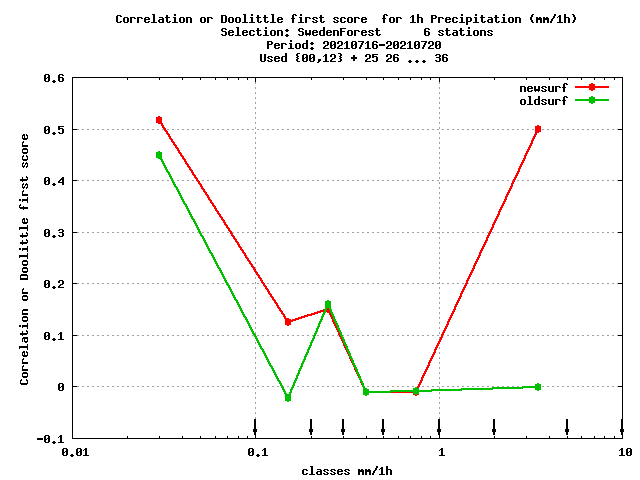 Correlation or Doolittle first score  for 1h Precipitation (mm/1h)
Selection: SwedenForest      6 stations
Period: 20210716-20210720
Used {00,12} + 25 26 ... 36
newsurf
oldsurf
Correlation or Doolittle first score
0.6
0.5
0.4
0.3
0.2
0.1
0
-0.1
0.01
0.1
1
10
classes mm/1h